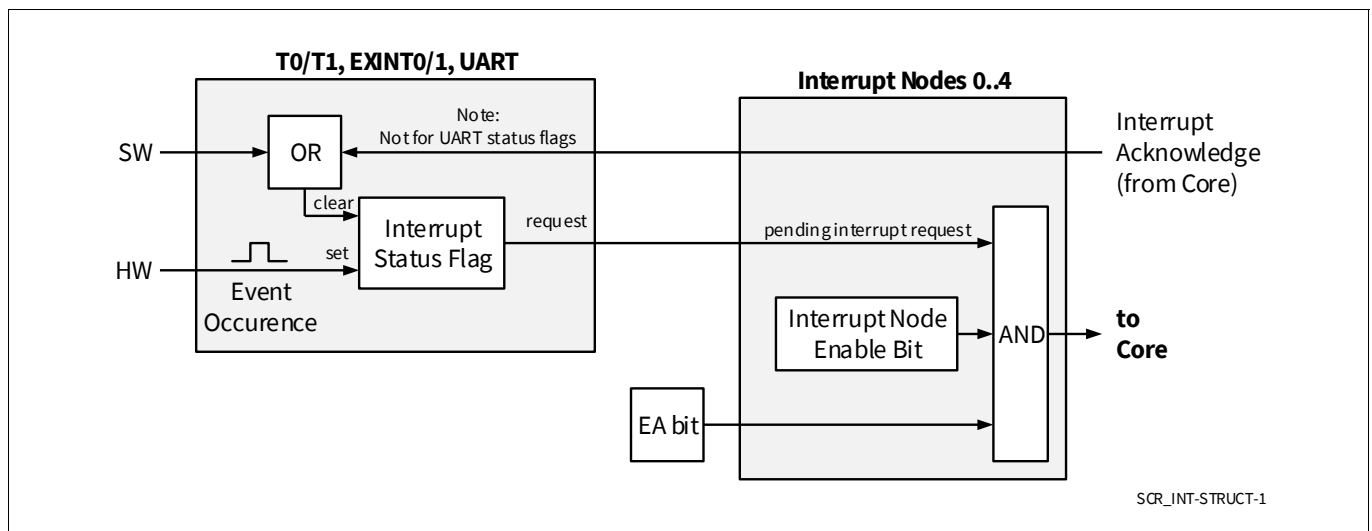 T0/T1, EXINT0/1, UART
Interrupt Nodes 0..4
Note:
Not for UART status flags
Interrupt
Acknowledge
(from Core)
SW
OR
clear
Interrupt
Status Flag
request
pending interrupt request
HW
set
Event
Occurence
Interrupt Node
Enable Bit
AND
to
Core
EA bit
SCR_INT-STRUCT-1